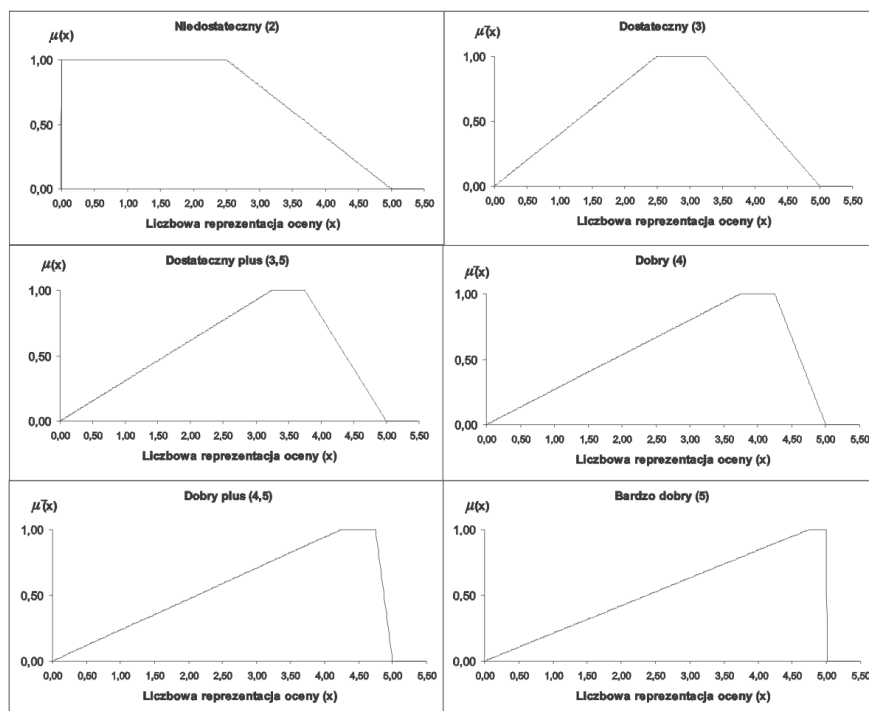 Niedostateczny (2)
μ(x)
1,00
0,50
0,00
0,00 0,50 1,00 1,50 2,00 2,50 3,00 3,50 4,00 4,50 5,00 5,50
Liczbowa reprezentacja oceny (x)
Dostateczny (3)
μ̃(x)
1,00
0,50
0,00
0,00 0,50 1,00 1,50 2,00 2,50 3,00 3,50 4,00 4,50 5,00 5,50
Liczbowa reprezentacja oceny (x)
Dostateczny plus (3,5)
μ(x)
1,00
0,50
0,00
0,00 0,50 1,00 1,50 2,00 2,50 3,00 3,50 4,00 4,50 5,00 5,50
Liczbowa reprezentacja oceny (x)
Dobry (4)
μ̃(x)
1,00
0,50
0,00
0,00 0,50 1,00 1,50 2,00 2,50 3,00 3,50 4,00 4,50 5,00 5,50
Liczbowa reprezentacja oceny (x)
Dobry plus (4,5)
μ̃(x)
1,00
0,50
0,00
0,00 0,50 1,00 1,50 2,00 2,50 3,00 3,50 4,00 4,50 5,00 5,50
Liczbowa reprezentacja oceny (x)
Bardzo dobry (5)
μ(x)
1,00
0,50
0,00
0,00 0,50 1,00 1,50 2,00 2,50 3,00 3,50 4,00 4,50 5,00 5,50
Liczbowa reprezentacja oceny (x)